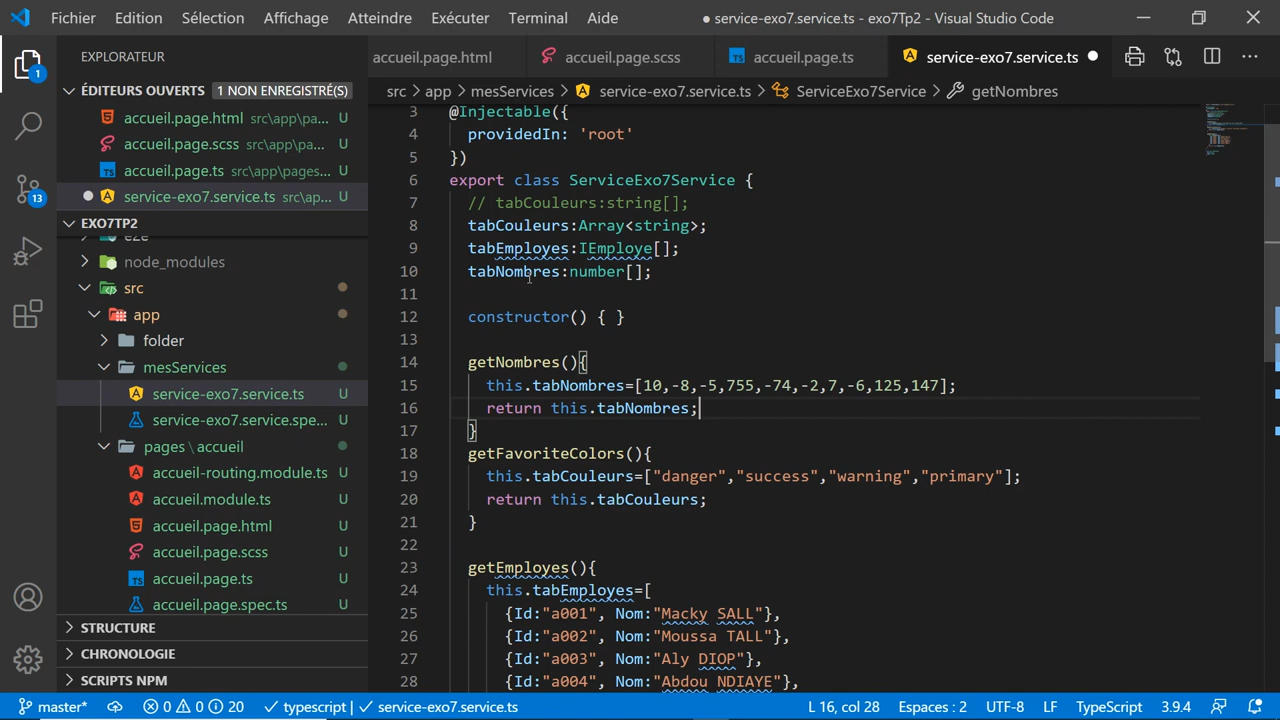 Fichier Edition Sélection Affichage Atteindre Exécuter Terminal Aide ● service-exo7.service.ts - exo7Tp2 - Visual Studio Code
EXPLORATEUR
accueil.page.html accueil.page.scss accueil.page.ts service-exo7.service.ts ●
ÉDITEURS OUVERTS 1 NON ENREGISTRÉ(S)
src > app > mesServices > service-exo7.service.ts > ServiceExo7Service > getNombres
1
accueil.page.html src\app\pa...
accueil.page.scss src\app\pa...
accueil.page.ts src\app\pages...
● service-exo7.service.ts src\ap...
13
EXO7TP2
eze
node_modules
src
app
folder
mesServices
service-exo7.service.ts U
service-exo7.service.spe... U
pages \ accueil
accueil-routing.module.ts U
accueil.module.ts U
accueil.page.html U
accueil.page.scss U
accueil.page.ts U
accueil.page.spec.ts U
STRUCTURE
CHRONOLOGIE
SCRIPTS NPM
3 @Injectable({
4 providedIn: 'root'
5 })
6 export class ServiceExo7Service {
7 // tabCouleurs:string[];
8 tabCouleurs:Array<string>;
9 tabEmployes:IEmploye[];
10 tabNombres:number[];
11
12 constructor() { }
13
14 getNombres(){
15 this.tabNombres=[10,-8,-5,755,-74,-2,7,-6,125,147];
16 return this.tabNombres;
17 }
18 getFavoriteColors(){
19 this.tabCouleurs=["danger","success","warning","primary"];
20 return this.tabCouleurs;
21 }
22
23 getEmployes(){
24 this.tabEmployes=[
25 {Id:"a001", Nom:"Macky SALL"},
26 {Id:"a002", Nom:"Moussa TALL"},
27 {Id:"a003", Nom:"Aly DIOP"},
28 {Id:"a004", Nom:"Abdou NDIAYE"},
master* 0 0 20 typescript | service-exo7.service.ts L 16, col 28 Espaces : 2 UTF-8 LF TypeScript 3.9.4